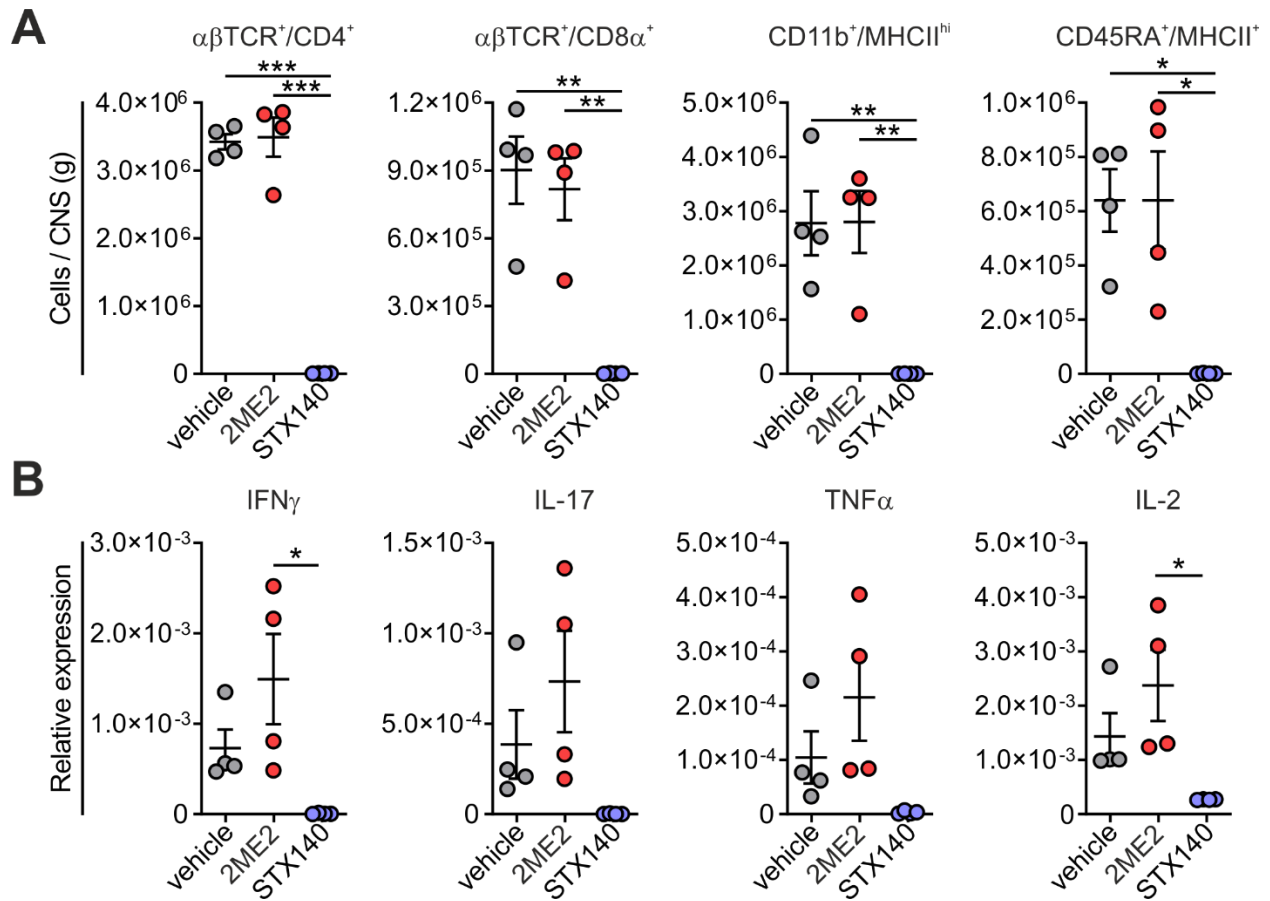 A
αβTCR⁺/CD4⁺
αβTCR⁺/CD8α⁺
CD11b⁺/MHCIIʰⁱ
CD45RA⁺/MHCII⁺
Cells / CNS (g)
***
***
4.0×10⁶
3.0×10⁶
2.0×10⁶
1.0×10⁶
0
vehicle
2ME2
STX140
**
**
1.2×10⁶
9.0×10⁵
6.0×10⁵
3.0×10⁵
0
vehicle
2ME2
STX140
**
**
5.0×10⁶
4.0×10⁶
3.0×10⁶
2.0×10⁶
1.0×10⁶
0
vehicle
2ME2
STX140
*
*
1.0×10⁶
8.0×10⁵
6.0×10⁵
4.0×10⁵
2.0×10⁵
0
vehicle
2ME2
STX140
B
IFNγ
IL-17
TNFα
IL-2
Relative expression
*
3.0×10⁻³
2.0×10⁻³
1.0×10⁻³
0
vehicle
2ME2
STX140
1.5×10⁻³
1.0×10⁻³
5.0×10⁻⁴
0
vehicle
2ME2
STX140
5.0×10⁻⁴
4.0×10⁻⁴
3.0×10⁻⁴
2.0×10⁻⁴
1.0×10⁻⁴
0
vehicle
2ME2
STX140
*
5.0×10⁻³
4.0×10⁻³
3.0×10⁻³
2.0×10⁻³
1.0×10⁻³
0
vehicle
2ME2
STX140